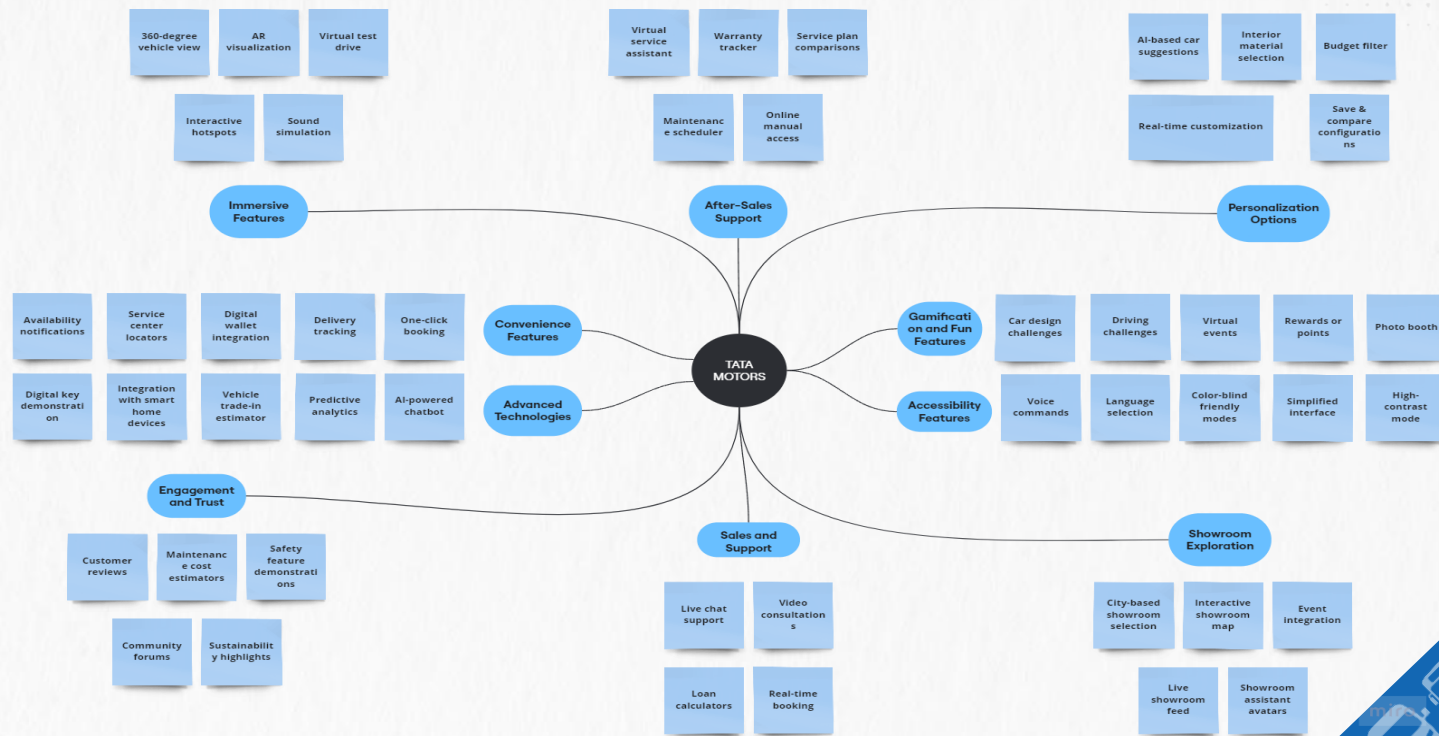 360-degree
vehicle view
AR
visualization
Virtual test
drive
Interactive
hotspots
Sound
simulation
Immersive
Features
Virtual
service
assistant
Warranty
tracker
Service plan
comparisons
Maintenanc
e scheduler
Online
manual
access
After-Sales
Support
AI-based car
suggestions
Interior
material
selection
Budget filter
Real-time customization
Save &
compare
configuratio
ns
Personalization
Options
Availability
notifications
Service
center
locators
Digital
wallet
integration
Delivery
tracking
One-click
booking
Convenience
Features
Digital key
demonstrati
on
Integration
with smart
home
devices
Vehicle
trade-in
estimator
Predictive
analytics
AI-powered
chatbot
Advanced
Technologies
TATA
MOTORS
Gamificati
on and Fun
Features
Car design
challenges
Driving
challenges
Virtual
events
Rewards or
points
Photo booth
Accessibility
Features
Voice
commands
Language
selection
Color-blind
friendly
modes
Simplified
interface
High-
contrast
mode
Engagement
and Trust
Customer
reviews
Maintenanc
e cost
estimators
Safety
feature
demonstrati
ons
Community
forums
Sustainabilit
y highlights
Sales and
Support
Live chat
support
Video
consultation
s
Loan
calculators
Real-time
booking
Showroom
Exploration
City-based
showroom
selection
Interactive
showroom
map
Event
integration
Live
showroom
feed
Showroom
assistant
avatars
miro